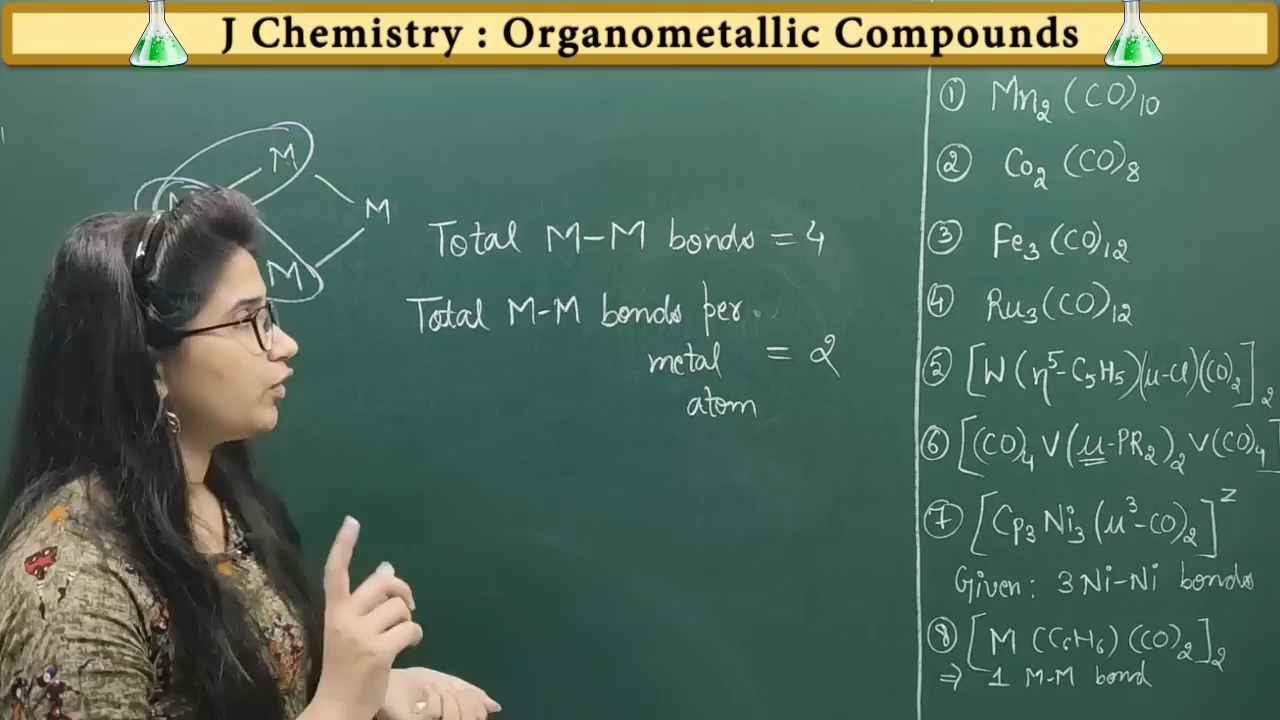 J Chemistry : Organometallic Compounds
M
M
M
Total M-M bonds = 4
Total M-M bonds per
metal = 2
atom
① Mn₂ (CO)₁₀
② Co₂ (CO)₈
③ Fe₃ (CO)₁₂
④ Ru₃(CO)₁₂
⑤ [W(η⁵-C₅H₅)(μ-Cl)(CO)₂]₂
⑥ [(CO)₄ V(μ-PR₂)₂ V(CO)₄]
⑦ [Cp₃ Ni₃ (μ³-CO)₂]ᶻ
Given: 3 Ni-Ni bonds
⑧ [M (C₆H₆) (CO)₂]₂
⇒ 1 M-M bond